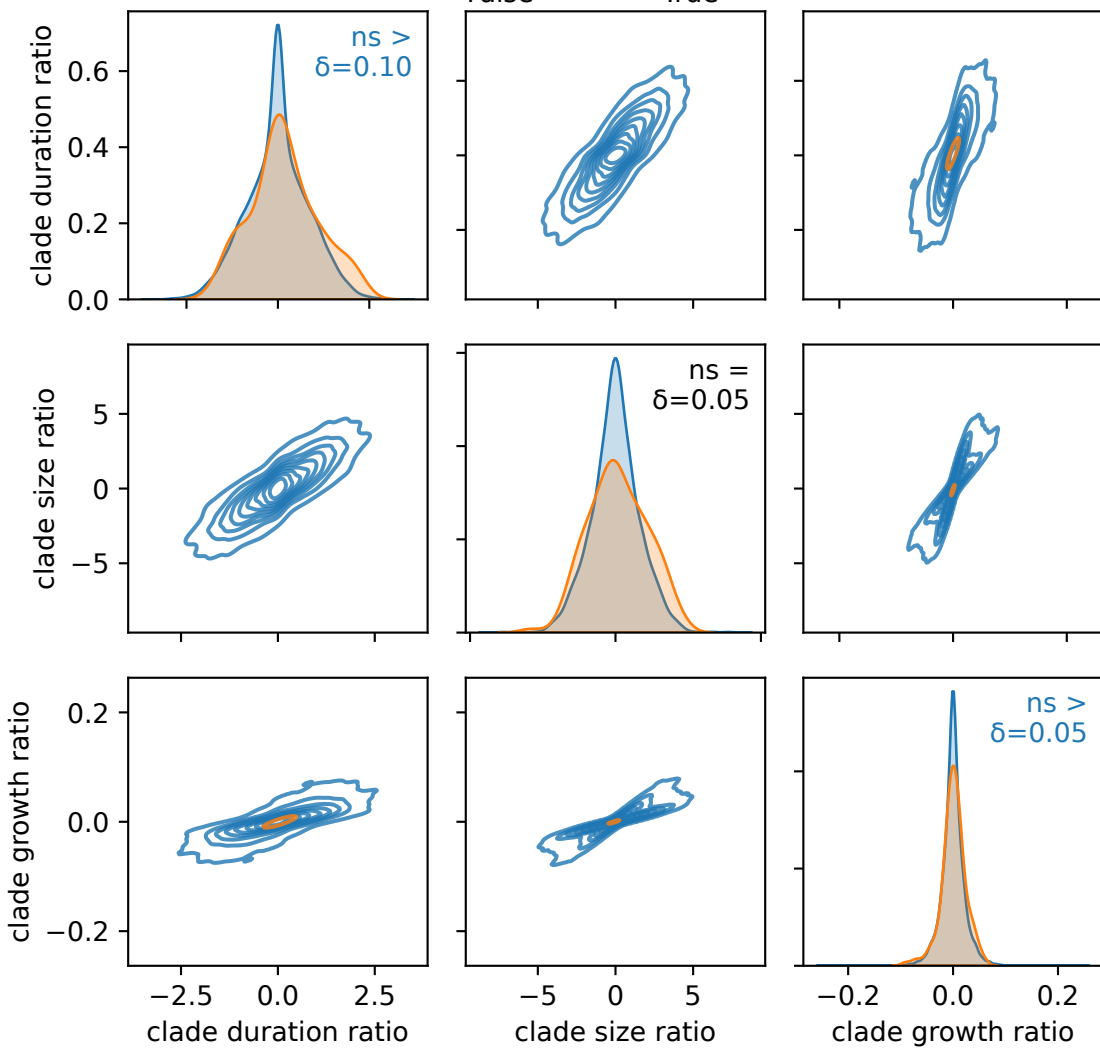 clade duration ratio
0.6
0.4
0.2
0.0
ns >
δ=0.10
clade size ratio
5
0
−5
ns =
δ=0.05
clade growth ratio
0.2
0.0
−0.2
ns >
δ=0.05
−2.5 0.0 2.5
−5 0 5
−0.2 0.0 0.2
clade duration ratio
clade size ratio
clade growth ratio